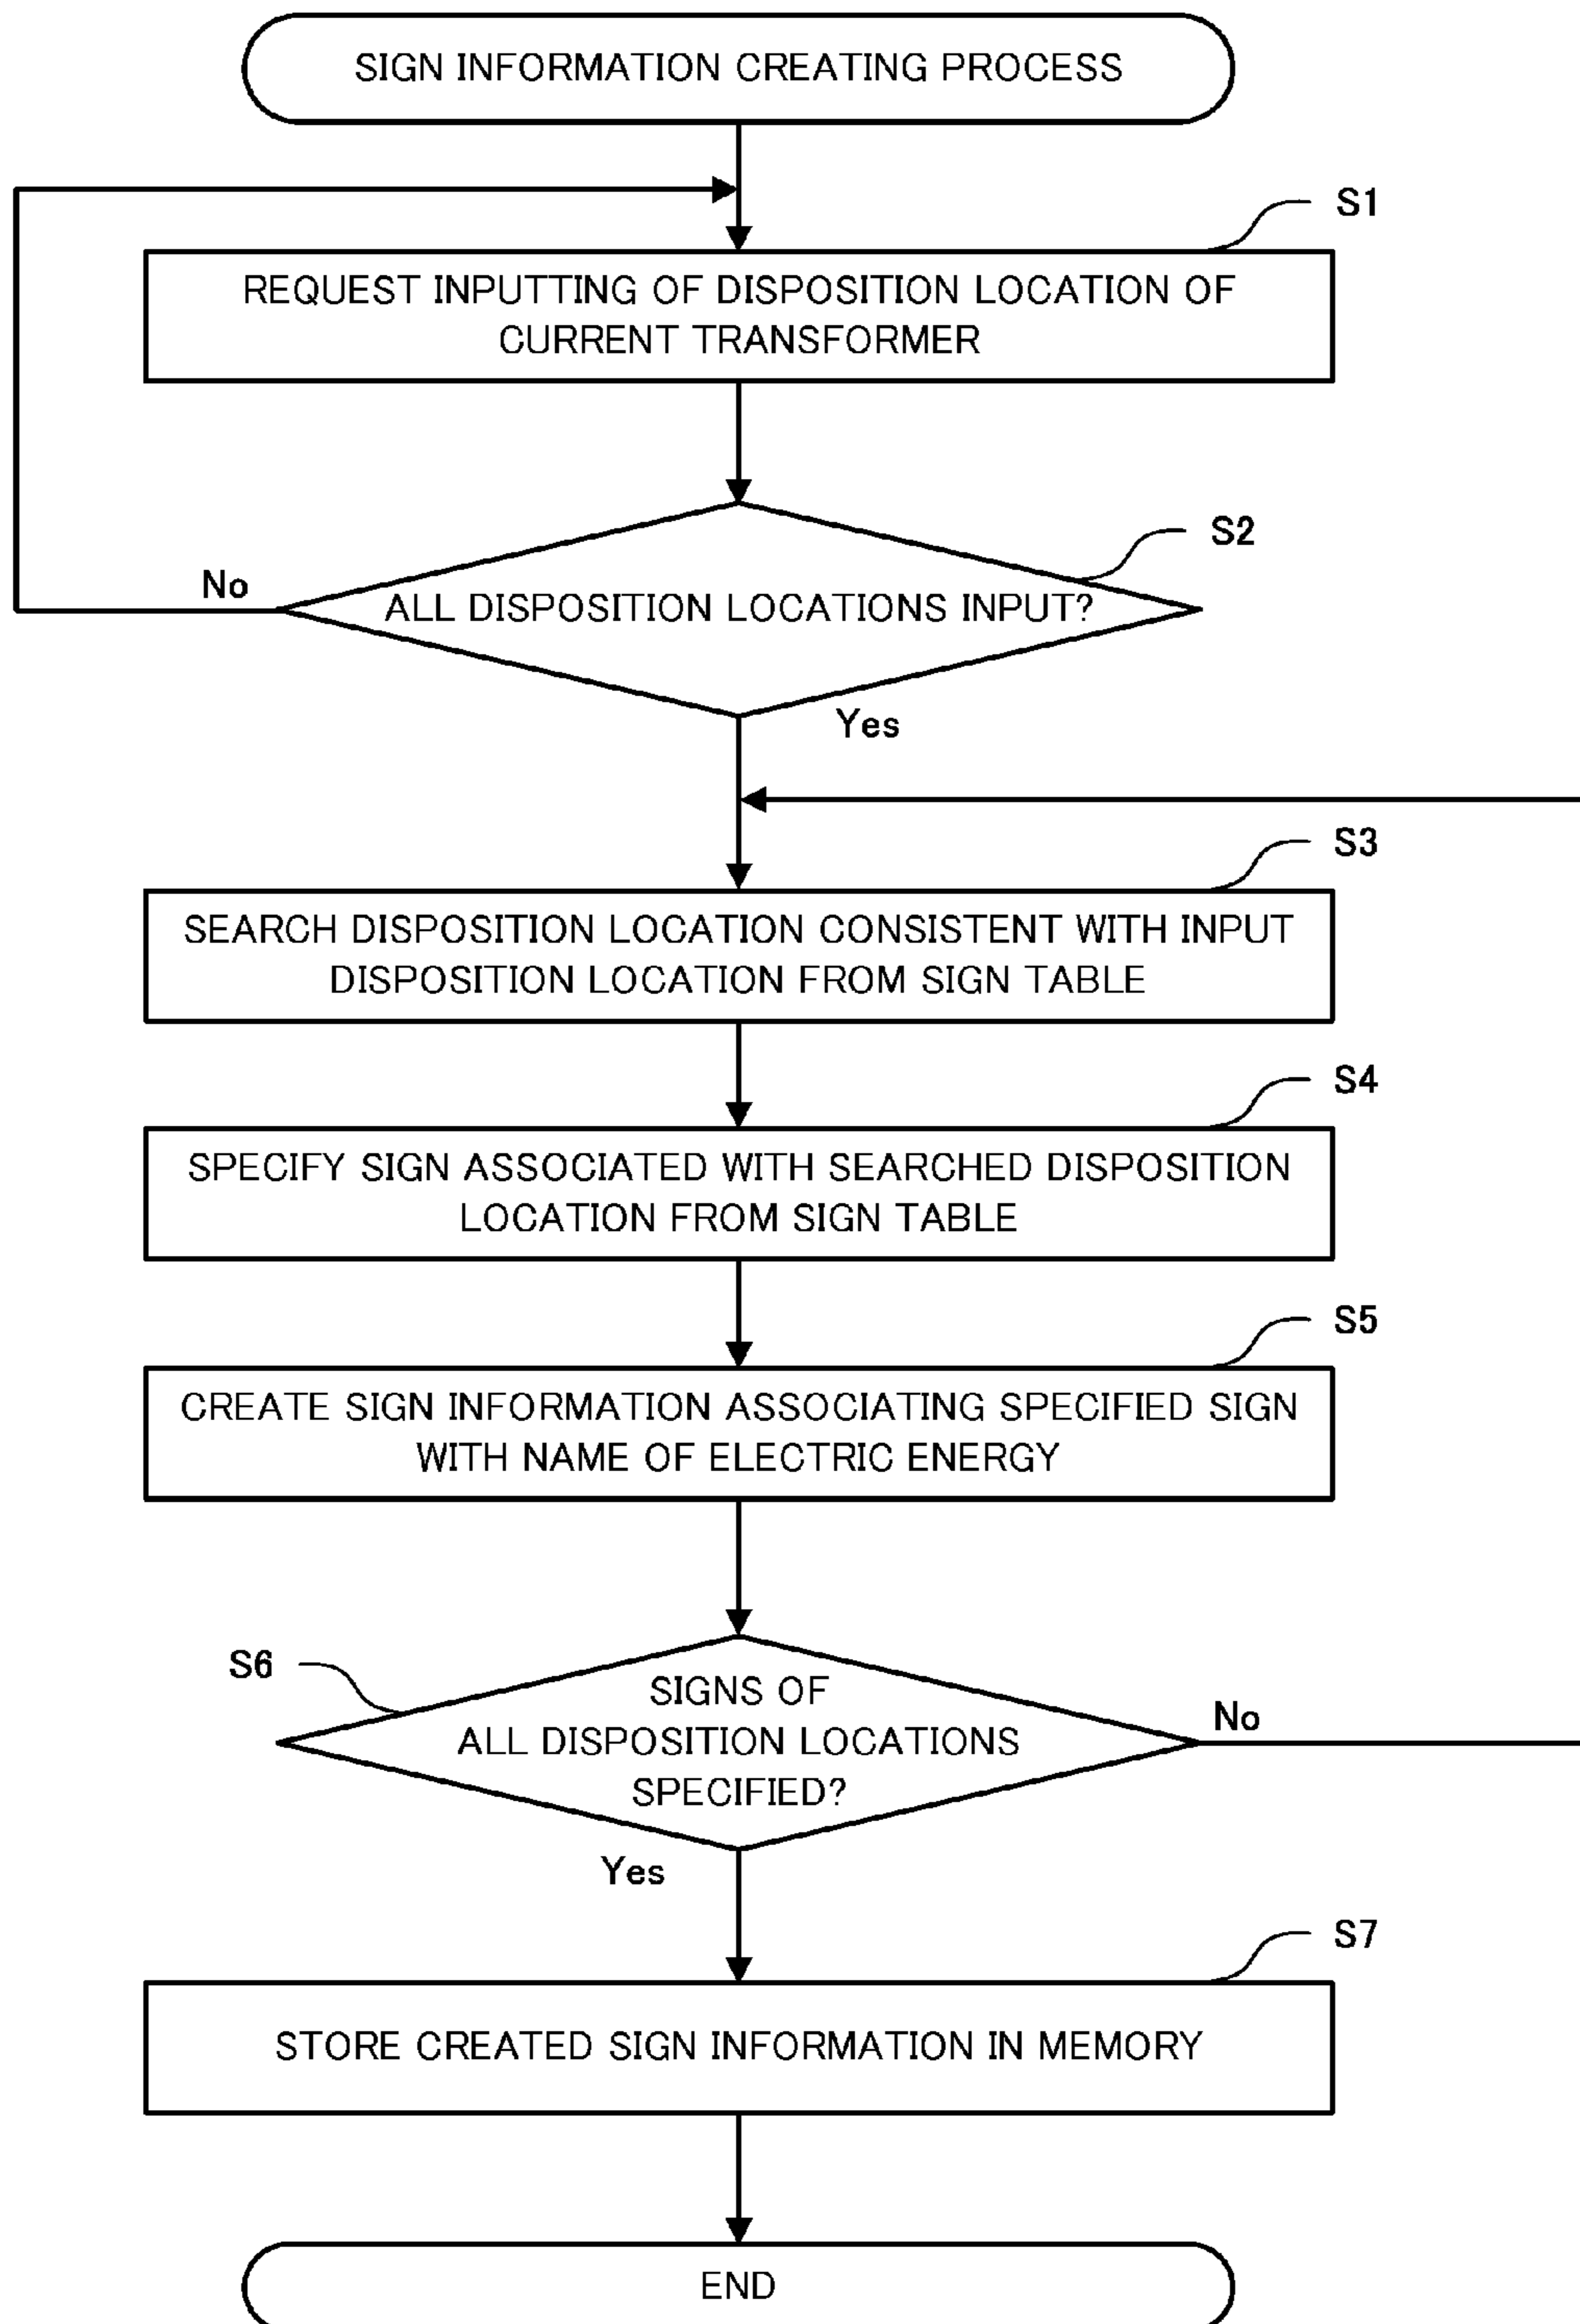 SIGN INFORMATION CREATING PROCESS
S1
REQUEST INPUTTING OF DISPOSITION LOCATION OF
CURRENT TRANSFORMER
S2
No
ALL DISPOSITION LOCATIONS INPUT?
Yes
S3
SEARCH DISPOSITION LOCATION CONSISTENT WITH INPUT
DISPOSITION LOCATION FROM SIGN TABLE
S4
SPECIFY SIGN ASSOCIATED WITH SEARCHED DISPOSITION
LOCATION FROM SIGN TABLE
S5
CREATE SIGN INFORMATION ASSOCIATING SPECIFIED SIGN
WITH NAME OF ELECTRIC ENERGY
S6
SIGNS OF
ALL DISPOSITION LOCATIONS
SPECIFIED?
No
Yes
S7
STORE CREATED SIGN INFORMATION IN MEMORY
END